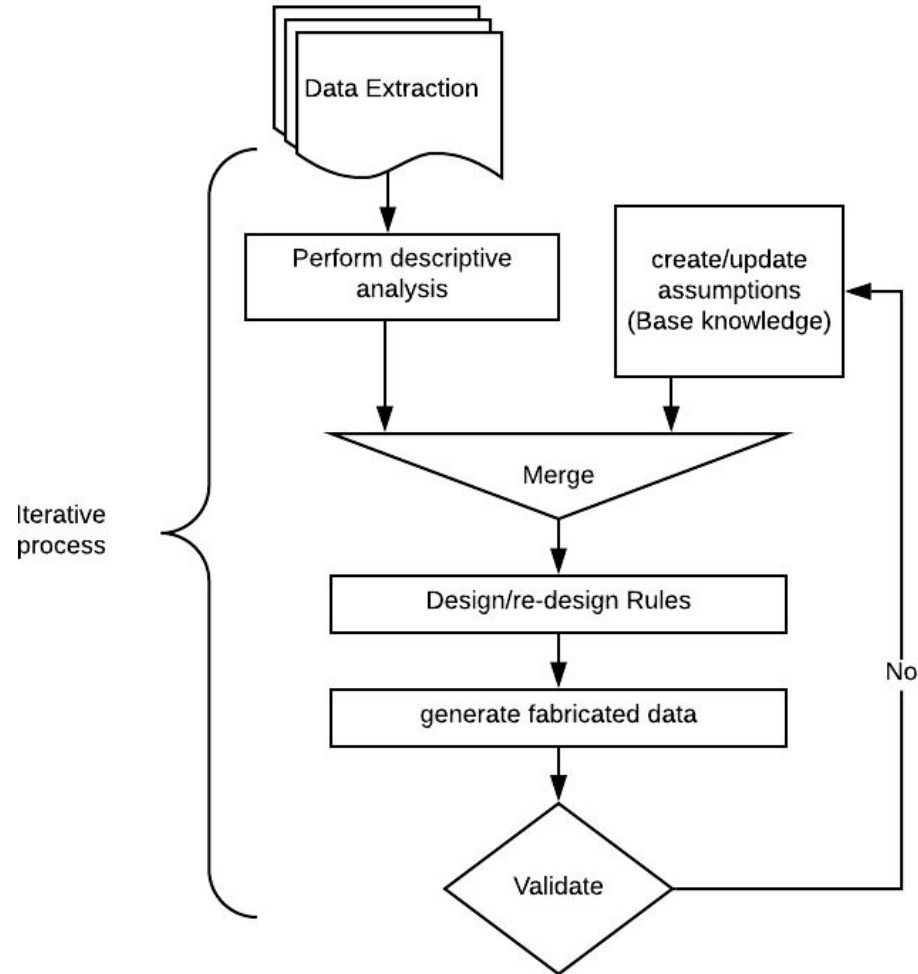 Data Extraction
Perform descriptive
analysis
create/update
assumptions
(Base knowledge)
Merge
Iterative
process
Design/re-design Rules
generate fabricated data
No
Validate